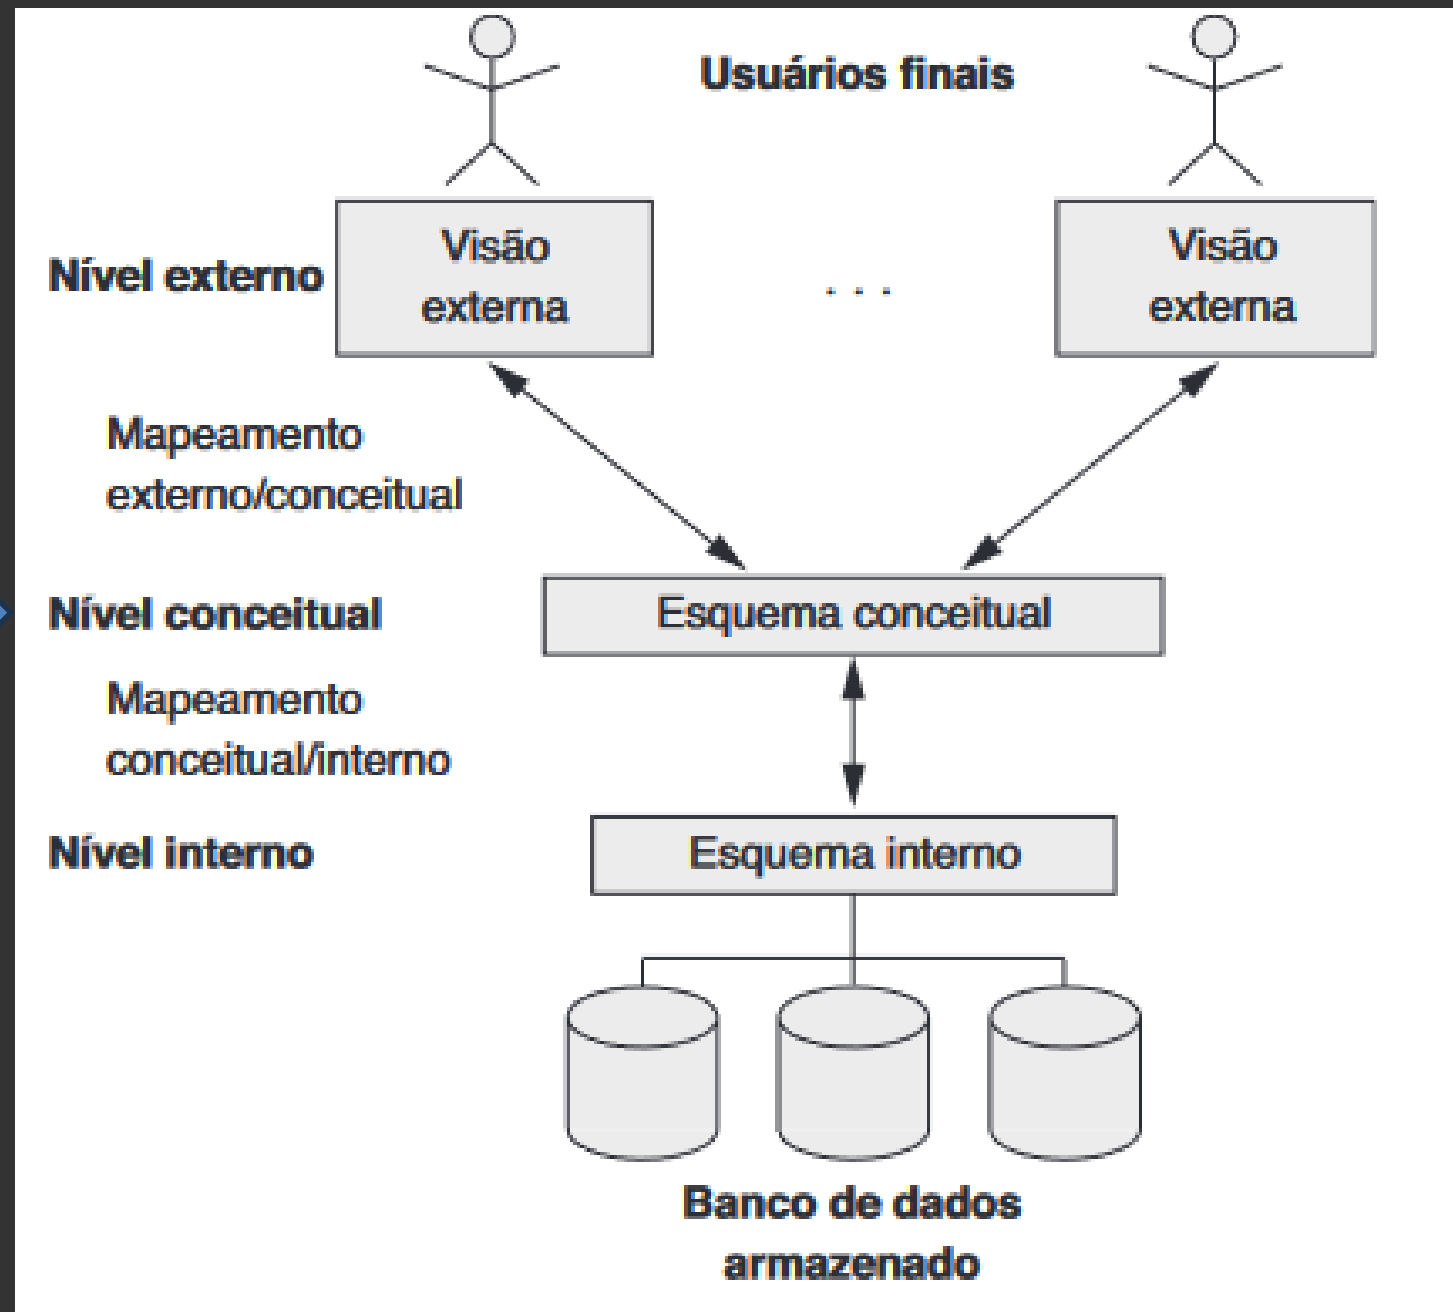 Usuários finais
Nível externo
Visão
externa
. . .
Visão
externa
Mapeamento
externo/conceitual
Nível conceitual
Esquema conceitual
Mapeamento
conceitual/interno
Nível interno
Esquema interno
Banco de dados
armazenado